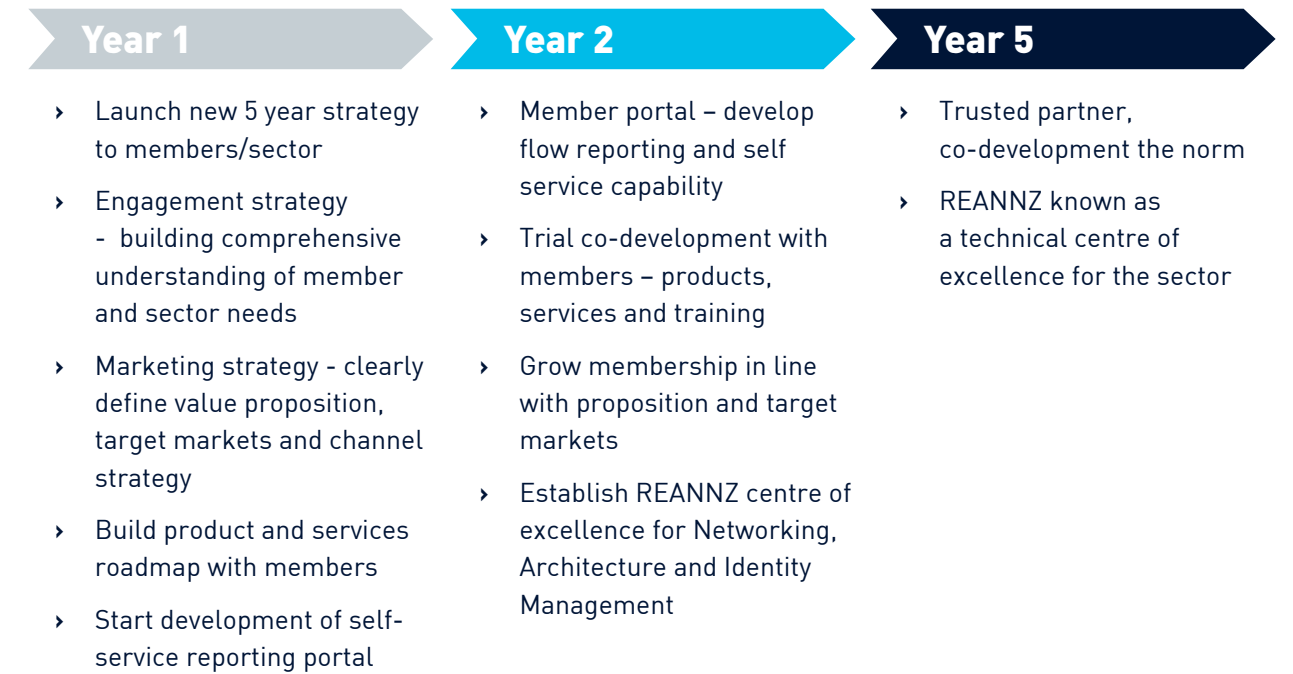 Year 1
› Launch new 5 year strategy
to members/sector
› Engagement strategy
- building comprehensive
understanding of member
and sector needs
› Marketing strategy - clearly
define value proposition,
target markets and channel
strategy
› Build product and services
roadmap with members
› Start development of self-
service reporting portal
Year 2
› Member portal – develop
flow reporting and self
service capability
› Trial co-development with
members – products,
services and training
› Grow membership in line
with proposition and target
markets
› Establish REANNZ centre of
excellence for Networking,
Architecture and Identity
Management
Year 5
› Trusted partner,
co-development the norm
› REANNZ known as
a technical centre of
excellence for the sector